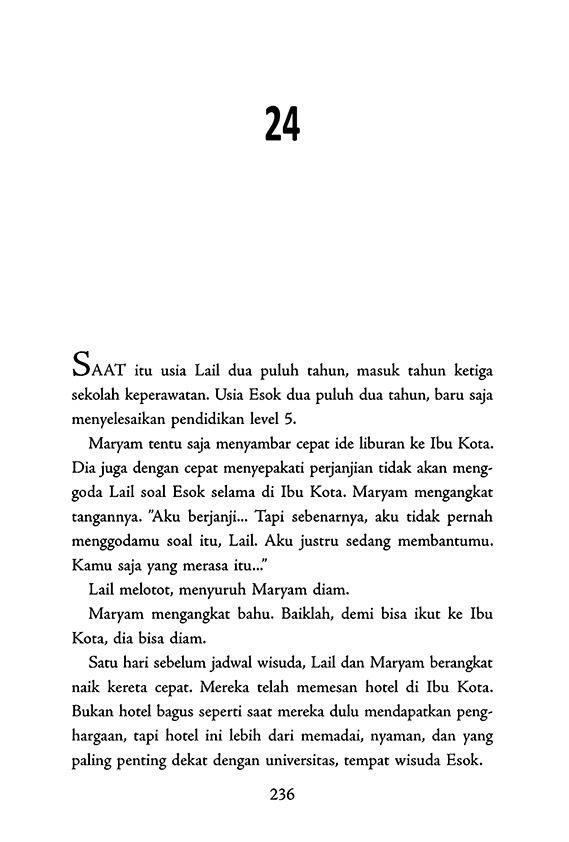 24
SAAT itu usia Lail dua puluh tahun, masuk tahun ketiga
sekolah keperawatan. Usia Esok dua puluh dua tahun, baru saja
menyelesaikan pendidikan level 5.
Maryam tentu saja menyambar cepat ide liburan ke Ibu Kota.
Dia juga dengan cepat menyepakati perjanjian tidak akan meng-
goda Lail soal Esok selama di Ibu Kota. Maryam mengangkat
tangannya. ”Aku berjanji... Tapi sebenarnya, aku tidak pernah
menggodamu soal itu, Lail. Aku justru sedang membantumu.
Kamu saja yang merasa itu...”
Lail melotot, menyuruh Maryam diam.
Maryam mengangkat bahu. Baiklah, demi bisa ikut ke Ibu
Kota, dia bisa diam.
Satu hari sebelum jadwal wisuda, Lail dan Maryam berangkat
naik kereta cepat. Mereka telah memesan hotel di Ibu Kota.
Bukan hotel bagus seperti saat mereka dulu mendapatkan peng-
hargaan, tapi hotel ini lebih dari memadai, nyaman, dan yang
paling penting dekat dengan universitas, tempat wisuda Esok.
236